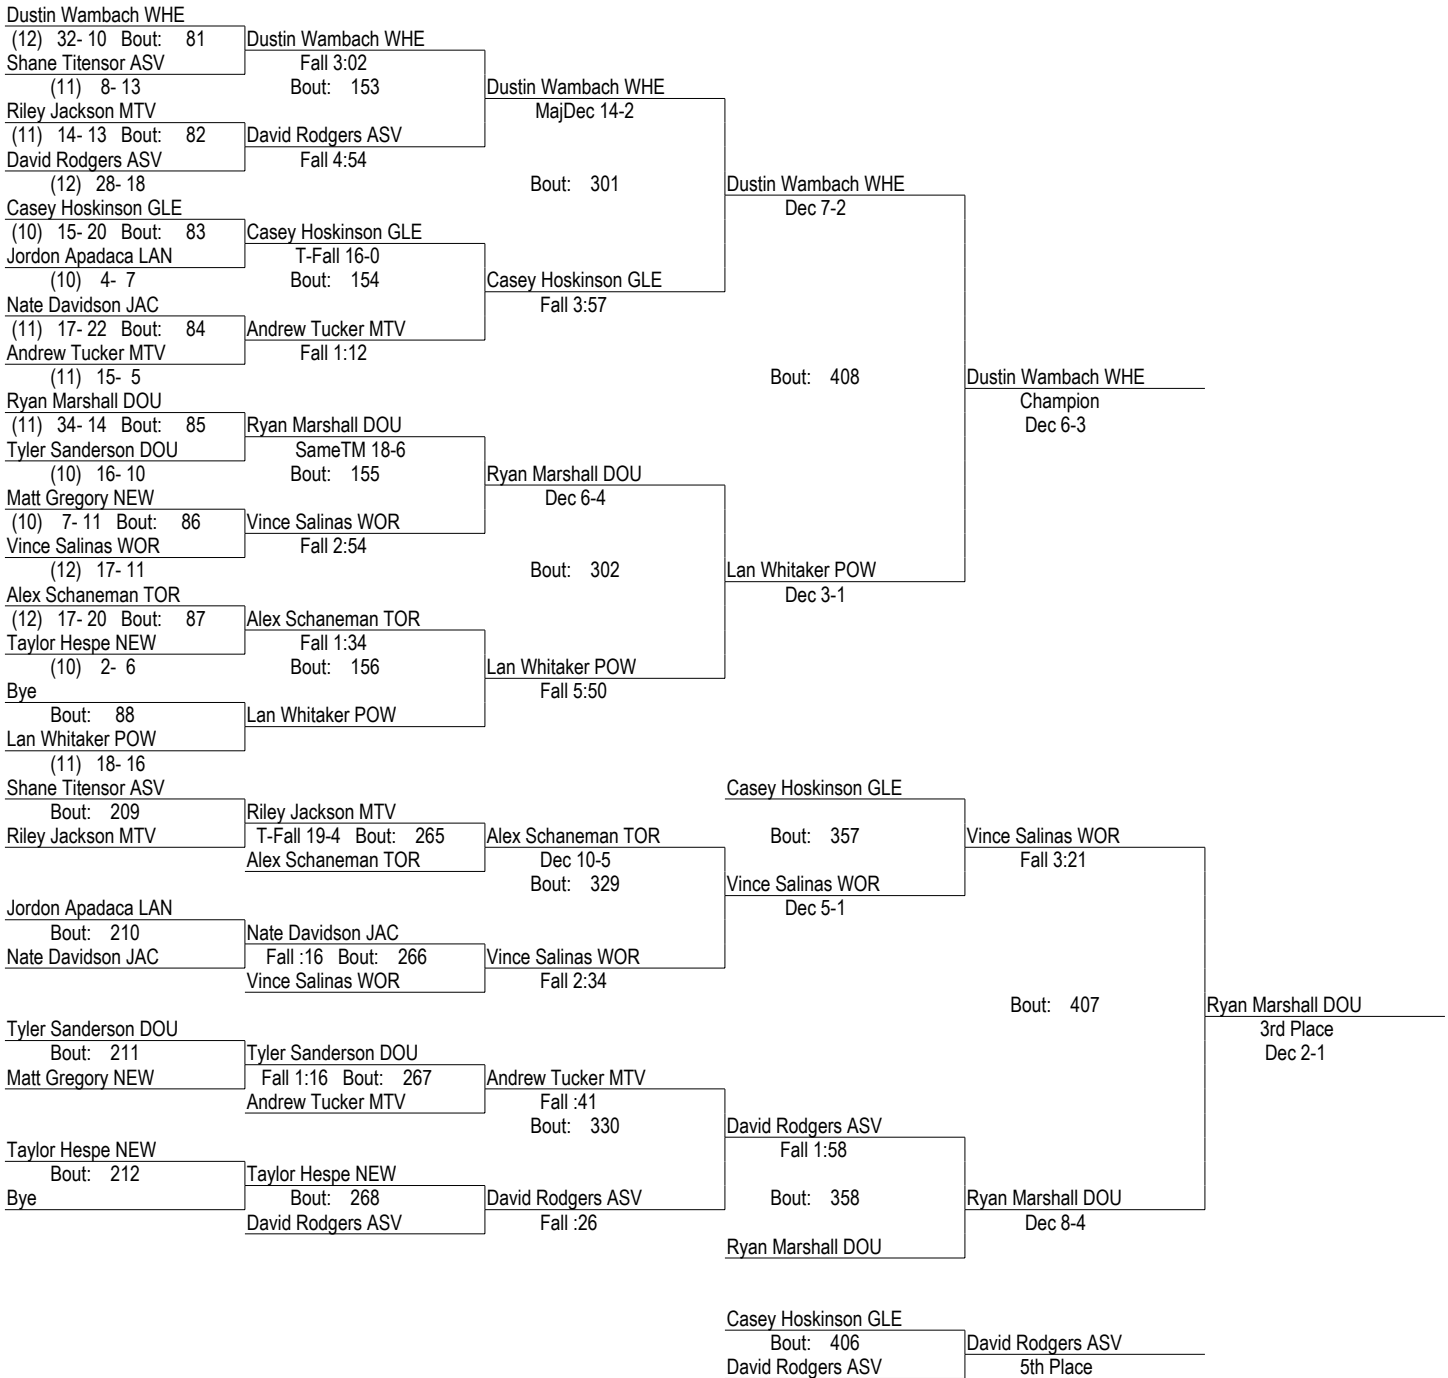 Dustin Wambach WHE
(12) 32- 10 Bout: 81 Dustin Wambach WHE
Shane Titensor ASV Fall 3:02
(11) 8- 13 Bout: 153 Dustin Wambach WHE
Riley Jackson MTV MajDec 14-2
(11) 14- 13 Bout: 82 David Rodgers ASV
David Rodgers ASV Fall 4:54
(12) 28- 18 Bout: 301 Dustin Wambach WHE
Casey Hoskinson GLE Dec 7-2
(10) 15- 20 Bout: 83 Casey Hoskinson GLE
Jordon Apadaca LAN T-Fall 16-0
(10) 4- 7 Bout: 154 Casey Hoskinson GLE
Nate Davidson JAC Fall 3:57
(11) 17- 22 Bout: 84 Andrew Tucker MTV
Andrew Tucker MTV Fall 1:12
(11) 15- 5 Bout: 408 Dustin Wambach WHE
Ryan Marshall DOU Champion
(11) 34- 14 Bout: 85 Ryan Marshall DOU Dec 6-3
Tyler Sanderson DOU SameTM 18-6
(10) 16- 10 Bout: 155 Ryan Marshall DOU
Matt Gregory NEW Dec 6-4
(10) 7- 11 Bout: 86 Vince Salinas WOR
Vince Salinas WOR Fall 2:54
(12) 17- 11 Bout: 302 Lan Whitaker POW
Alex Schaneman TOR Dec 3-1
(12) 17- 20 Bout: 87 Alex Schaneman TOR
Taylor Hespe NEW Fall 1:34
(10) 2- 6 Bout: 156 Lan Whitaker POW
Bye Fall 5:50
Bout: 88 Lan Whitaker POW
Lan Whitaker POW
(11) 18- 16
Shane Titensor ASV Casey Hoskinson GLE
Bout: 209 Riley Jackson MTV
Riley Jackson MTV T-Fall 19-4 Bout: 265 Alex Schaneman TOR Bout: 357 Vince Salinas WOR
Alex Schaneman TOR Dec 10-5 Fall 3:21
Bout: 329 Vince Salinas WOR
Jordon Apadaca LAN Dec 5-1
Bout: 210 Nate Davidson JAC
Nate Davidson JAC Fall :16 Bout: 266 Vince Salinas WOR
Vince Salinas WOR Fall 2:34
Bout: 407 Ryan Marshall DOU
Tyler Sanderson DOU 3rd Place
Bout: 211 Tyler Sanderson DOU Dec 2-1
Matt Gregory NEW Fall 1:16 Bout: 267 Andrew Tucker MTV
Andrew Tucker MTV Fall :41
Bout: 330 David Rodgers ASV
Taylor Hespe NEW Fall 1:58
Bout: 212 Taylor Hespe NEW
Bye Bout: 268 David Rodgers ASV Bout: 358 Ryan Marshall DOU
David Rodgers ASV Fall :26 Dec 8-4
Ryan Marshall DOU
Casey Hoskinson GLE
Bout: 406 David Rodgers ASV
David Rodgers ASV 5th Place